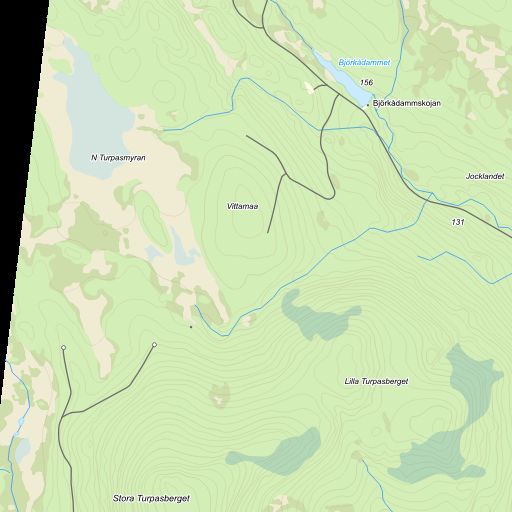 Björkådammet
156
Björkådammskojan
N Turpasmyran
Jocklandet
Vittamaa
131
Lilla Turpasberget
Stora Turpasberget